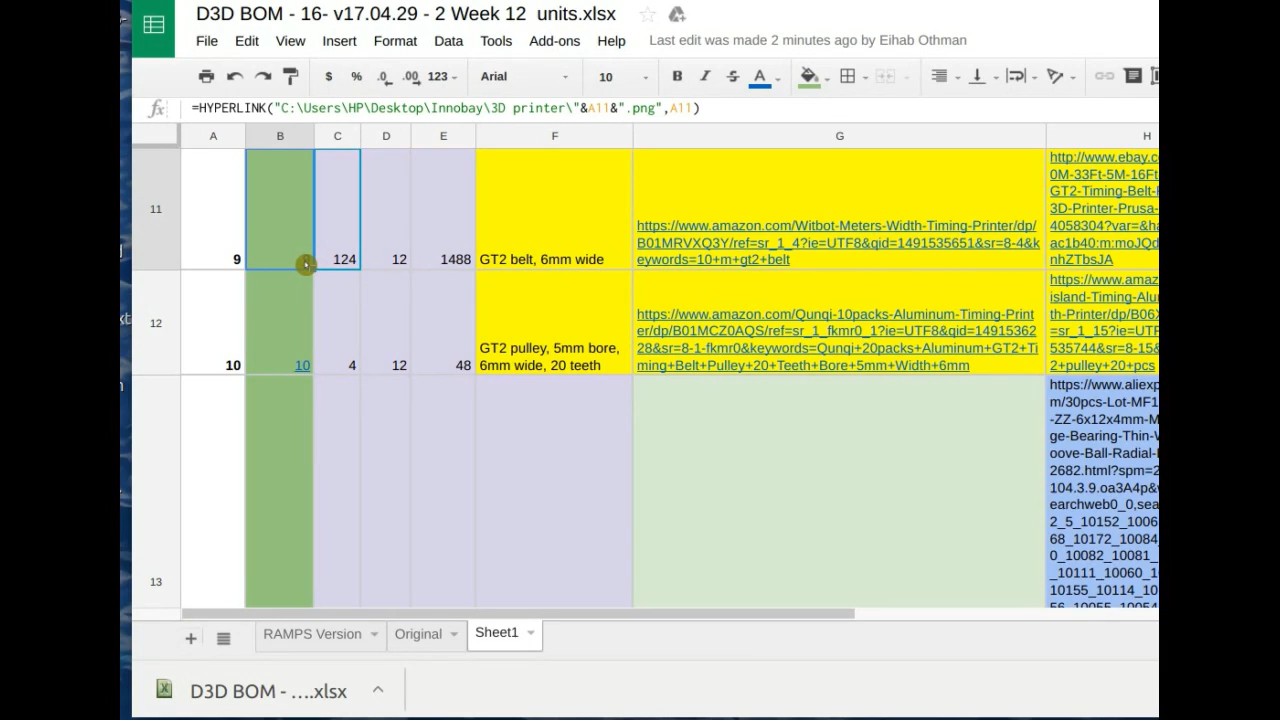 D3D BOM - 16- v17.04.29 - 2 Week 12 units.xlsx
File Edit View Insert Format Data Tools Add-ons Help Last edit was made 2 minutes ago by Eihab Othman
$ % .0 .00 123 Arial 10 B I S A
fx =HYPERLINK("C:\Users\HP\Desktop\Innobay\3D printer\"&A11&".png",A11)
A B C D E F G H
11
9
124
12
1488
GT2 belt, 6mm wide
https://www.amazon.com/Witbot-Meters-Width-Timing-Printer/dp/
B01MRVXQ3Y/ref=sr_1_4?ie=UTF8&qid=1491535651&sr=8-4&k
eywords=10+m+gt2+belt
http://www.ebay.c
0M-33Ft-5M-16Ft
GT2-Timing-Belt-
3D-Printer-Prusa-
4058304?var=&ha
ac1b40:m:moJQd
nhZTbsJA
12
10
10
4
12
48
GT2 pulley, 5mm bore,
6mm wide, 20 teeth
https://www.amazon.com/Qunqi-10packs-Aluminum-Timing-Print
er/dp/B01MCZ0AQS/ref=sr_1_fkmr0_1?ie=UTF8&qid=14915362
28&sr=8-1-fkmr0&keywords=Qunqi+20packs+Aluminum+GT2+Ti
ming+Belt+Pulley+20+Teeth+Bore+5mm+Width+6mm
https://www.amaz
island-Timing-Alu
th-Printer/dp/B06X
=sr_1_15?ie=UTF
535744&sr=8-15&
2+pulley+20+pcs
13
https://www.aliexp
m/30pcs-Lot-MF1
-ZZ-6x12x4mm-M
ge-Bearing-Thin-W
oove-Ball-Radial-
2682.html?spm=2
104.3.9.oa3A4p&w
earchweb0_0,sea
2_5_10152_1006
68_10172_10084
0_10082_10081_
_10111_10060_1
10155_10114_10
56_10055_10054
+ RAMPS Version Original Sheet1
D3D BOM - ....xlsx